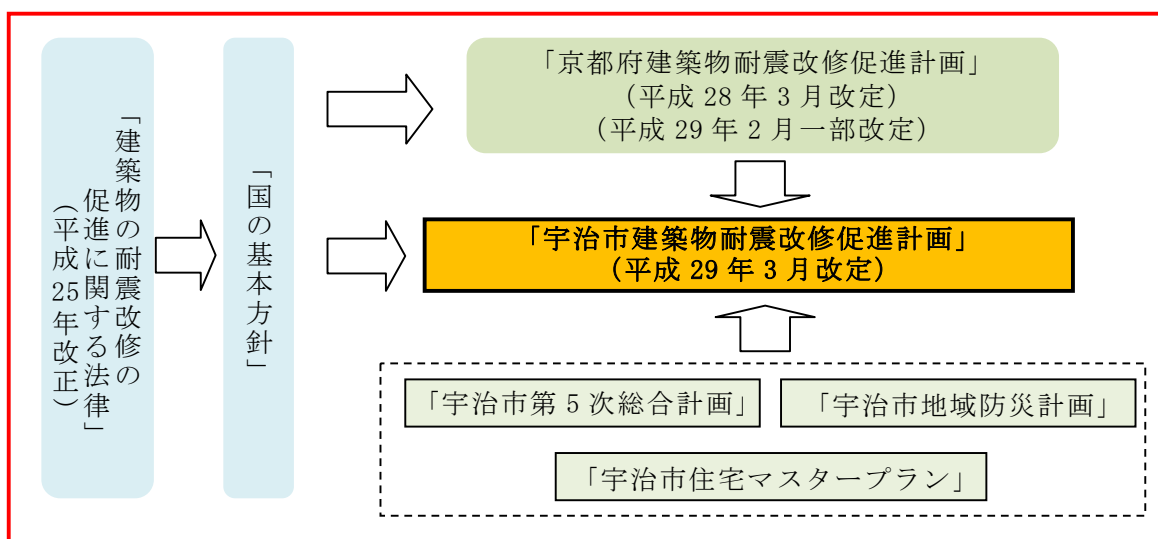 「建築物の耐震改修の
促進に関する法律」
（平成25年改正）
「国の基本方針」
「京都府建築物耐震改修促進計画」
（平成 28 年 3 月改定）
（平成 29 年 2 月一部改定）
「宇治市建築物耐震改修促進計画」
（平成 29 年 3 月改定）
「宇治市第 5 次総合計画」
「宇治市地域防災計画」
「宇治市住宅マスタープラン」